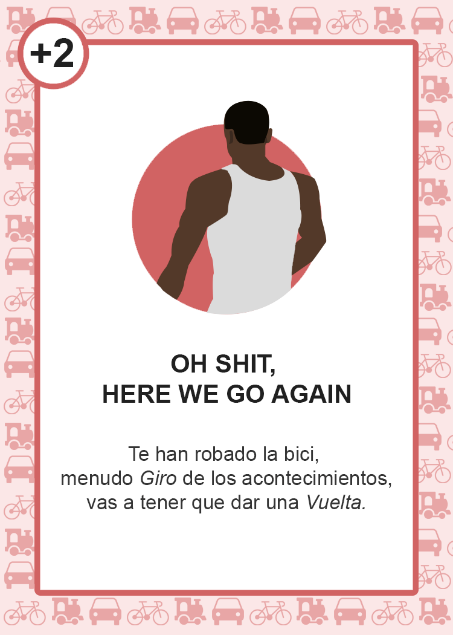 +2
OH SHIT,
HERE WE GO AGAIN
Te han robado la bici,
menudo Giro de los acontecimientos,
vas a tener que dar una Vuelta.